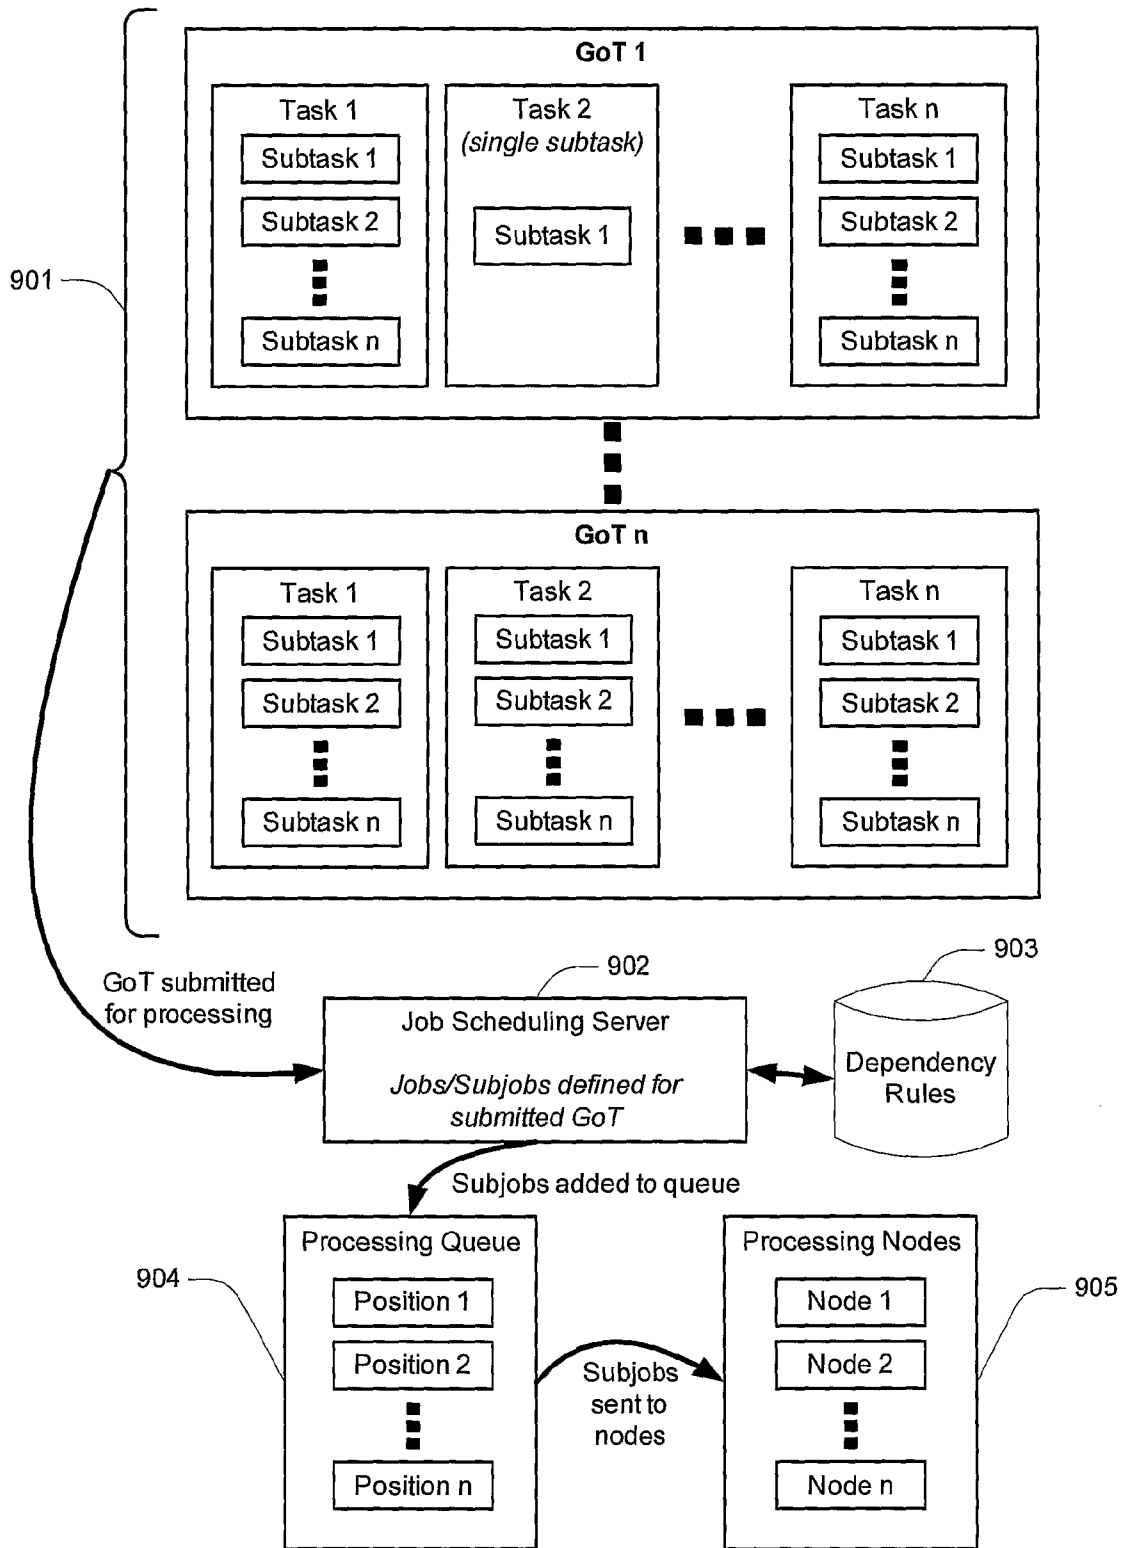 GoT 1
Task 1
Subtask 1
Subtask 2
Subtask n
Task 2
(single subtask)
Subtask 1
Task n
Subtask 1
Subtask 2
Subtask n
901
GoT n
Task 1
Subtask 1
Subtask 2
Subtask n
Task 2
Subtask 1
Subtask 2
Subtask n
Task n
Subtask 1
Subtask 2
Subtask n
GoT submitted
for processing
902
Job Scheduling Server
Jobs/Subjobs defined for
submitted GoT
903
Dependency
Rules
Subjobs added to queue
904
Processing Queue
Position 1
Position 2
Position n
Subjobs
sent to
nodes
Processing Nodes
Node 1
Node 2
Node n
905